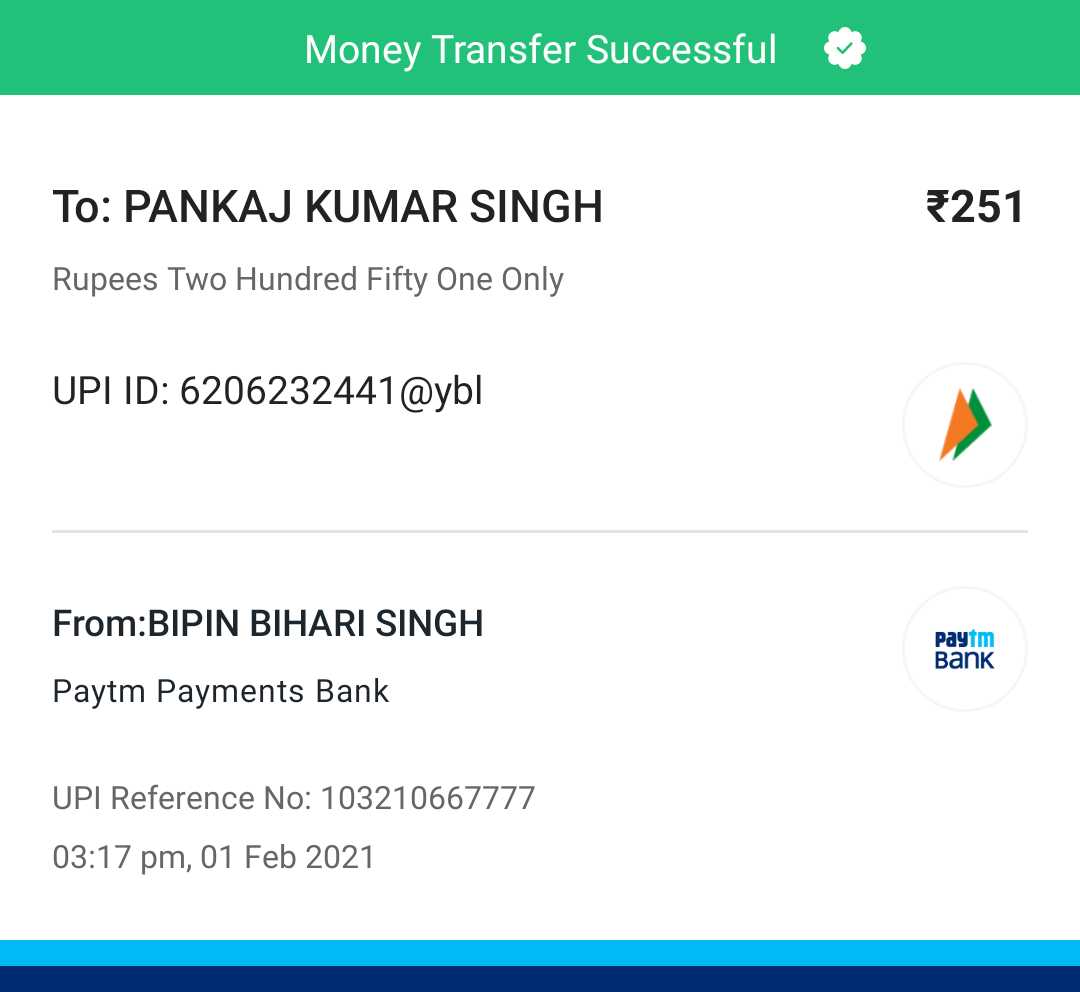 Money Transfer Successful
To: PANKAJ KUMAR SINGH ₹251
Rupees Two Hundred Fifty One Only
UPI ID: 6206232441@ybl
From:BIPIN BIHARI SINGH
paytm
BANK
Paytm Payments Bank
UPI Reference No: 103210667777
03:17 pm, 01 Feb 2021